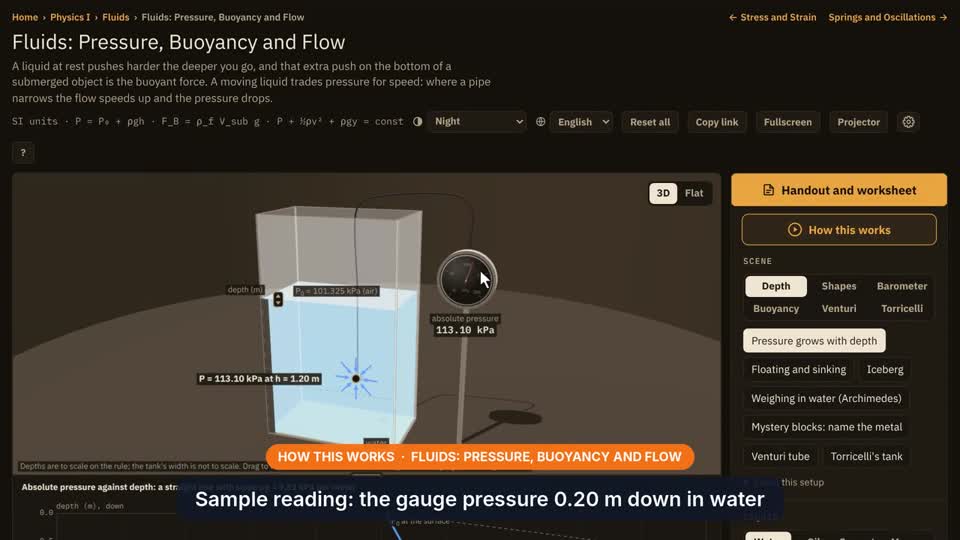 Home › Physics I › Fluids › Fluids: Pressure, Buoyancy and Flow
← Stress and Strain Springs and Oscillations →
Fluids: Pressure, Buoyancy and Flow
A liquid at rest pushes harder the deeper you go, and that extra push on the bottom of a
submerged object is the buoyant force. A moving liquid trades pressure for speed: where a pipe
narrows the flow speeds up and the pressure drops.
SI units · P = P₀ + ρgh · F_B = ρ_f V_sub g · P + ½ρv² + ρgy = const
Night
English
Reset all
Copy link
Fullscreen
Projector
?
3D Flat
depth (m)
P₀ = 101.325 kPa (air)
absolute pressure
113.10 kPa
P = 113.10 kPa at h = 1.20 m
water
Depths are to scale on the rule; the tank's width is not to scale. Drag to
HOW THIS WORKS · FLUIDS: PRESSURE, BUOYANCY AND FLOW
Absolute pressure against depth: a
Sample reading: the gauge pressure 0.20 m down in water
depth (m), down
0.0
P₀ at the surface
Handout and worksheet
How this works
SCENE
Depth Shapes Barometer
Buoyancy Venturi Torricelli
Pressure grows with depth
Floating and sinking Iceberg
Weighing in water (Archimedes)
Mystery blocks: name the metal
Venturi tube Torricelli's tank
this setup